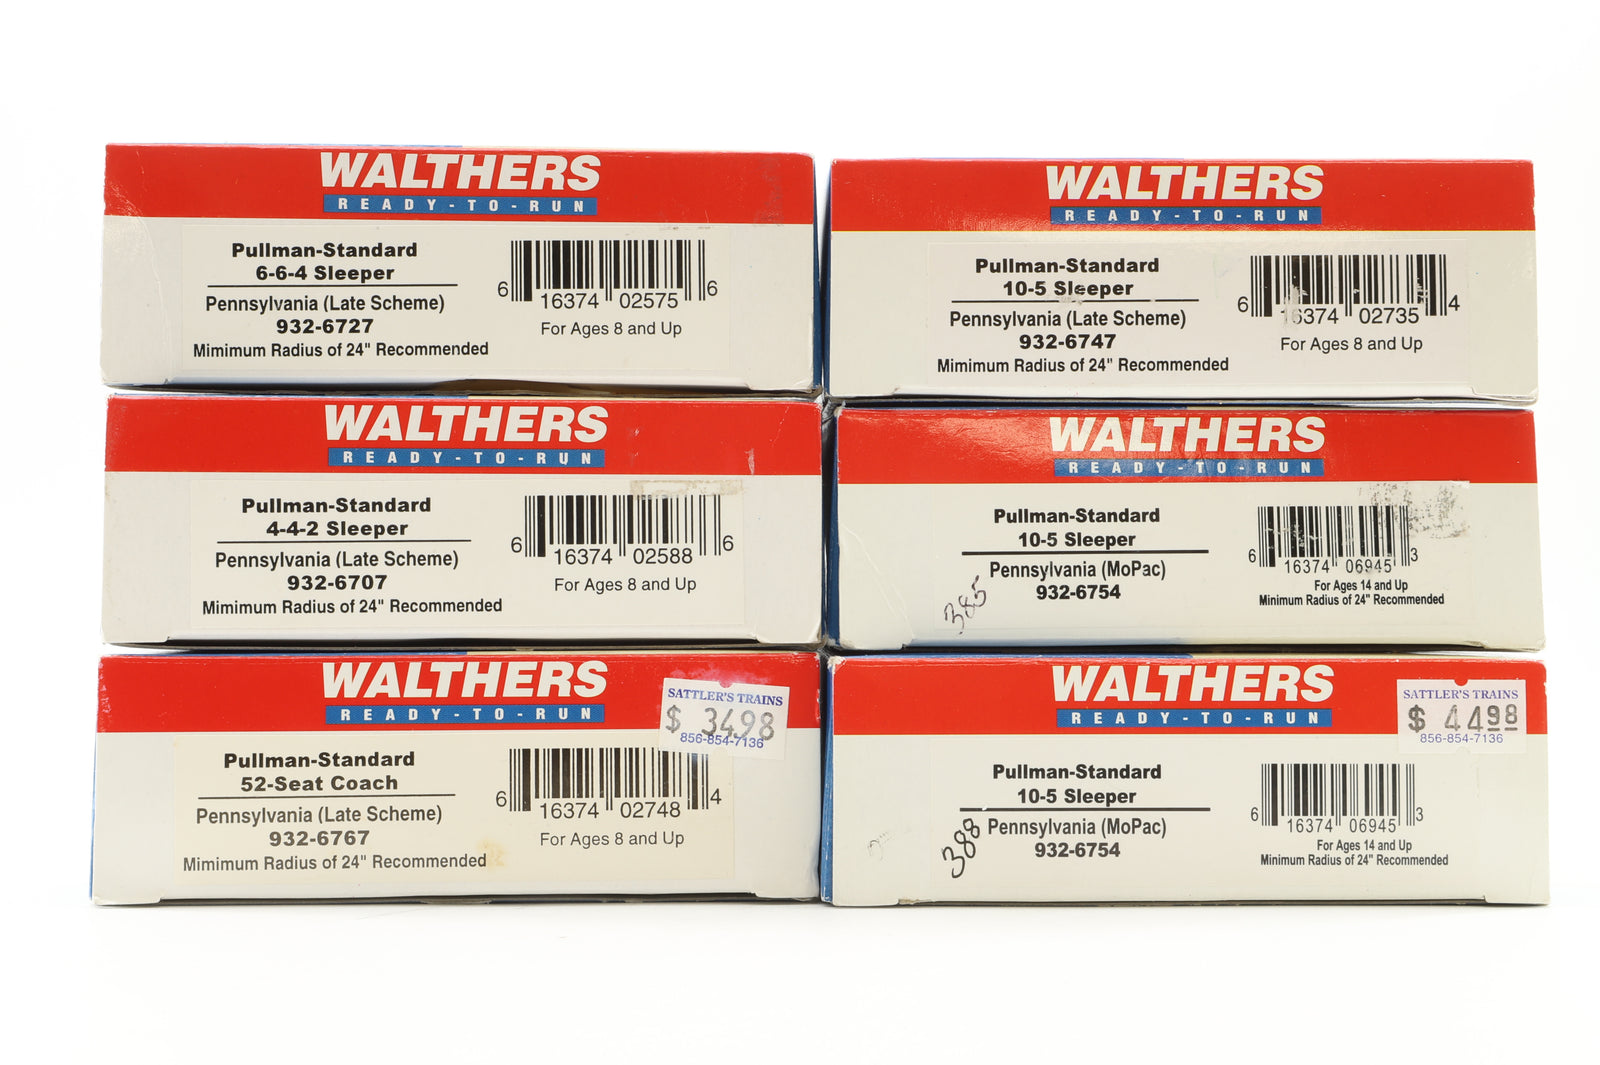 WALTHERS
READY-TO-RUN
Pullman-Standard
6-6-4 Sleeper
Pennsylvania (Late Scheme)
932-6727
Mimimum Radius of 24" Recommended
6 16374 02575 6
For Ages 8 and Up
WALTHERS
READY-TO-RUN
Pullman-Standard
10-5 Sleeper
Pennsylvania (Late Scheme)
932-6747
Mimimum Radius of 24" Recommended
6 16374 02735 4
For Ages 8 and Up
WALTHERS
READY-TO-RUN
Pullman-Standard
4-4-2 Sleeper
Pennsylvania (Late Scheme)
932-6707
Mimimum Radius of 24" Recommended
6 16374 02588 6
For Ages 8 and Up
WALTHERS
READY-TO-RUN
Pullman-Standard
10-5 Sleeper
Pennsylvania (MoPac)
932-6754
385
6 16374 06945 3
For Ages 14 and Up
Minimum Radius of 24" Recommended
WALTHERS
READY-TO-RUN
SATTLER'S TRAINS
$ 3498
856-854-7136
Pullman-Standard
52-Seat Coach
Pennsylvania (Late Scheme)
932-6767
Mimimum Radius of 24" Recommended
6 16374 02748 4
For Ages 8 and Up
WALTHERS
READY-TO-RUN
SATTLER'S TRAINS
$ 4498
856-854-7136
Pullman-Standard
10-5 Sleeper
Pennsylvania (MoPac)
932-6754
388
6 16374 06945 3
For Ages 14 and Up
Minimum Radius of 24" Recommended